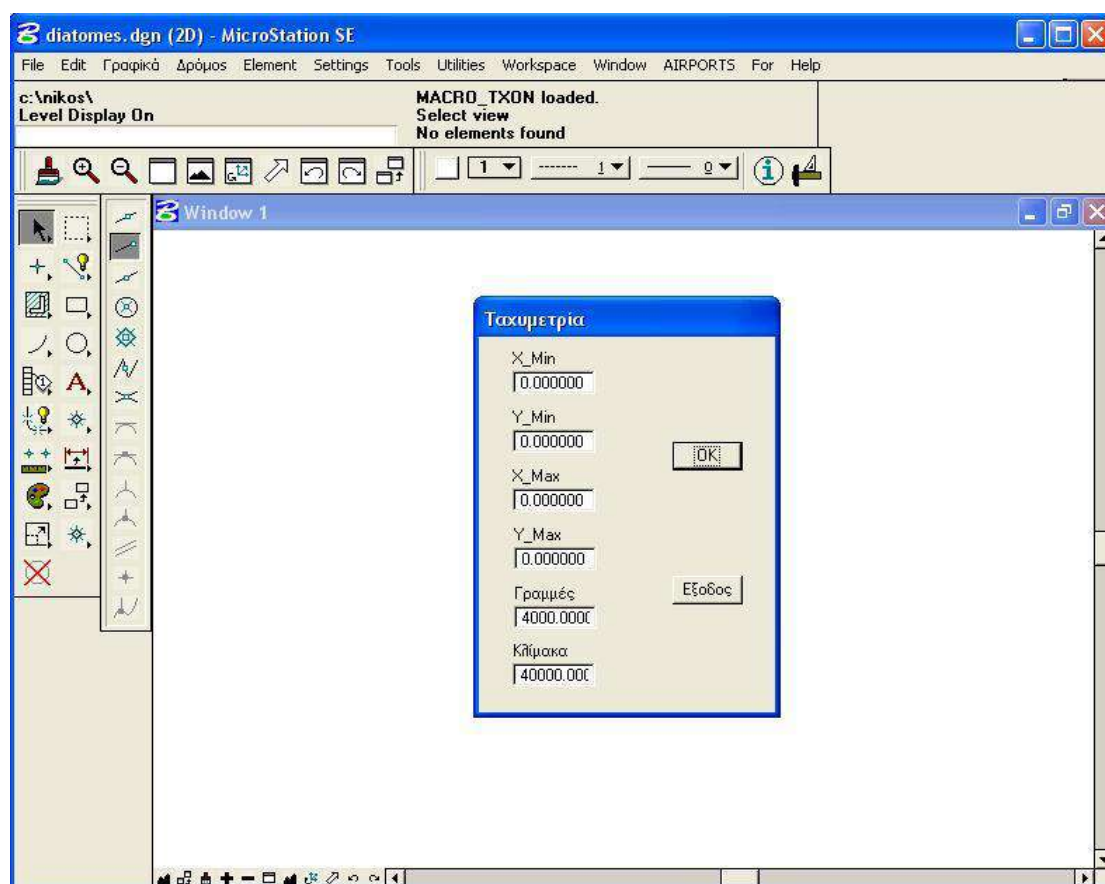 diatomes.dgn (2D) - MicroStation SE
File Edit Γραφικά Δρόμος Element Settings Tools Utilities Workspace Window AIRPORTS For Help
c:\nikos\ MACRO_TXON loaded.
Level Display On Select view
No elements found
1 1 0
Window 1
Ταχυμετρία
X_Min
0.000000
Y_Min
0.000000
OK
X_Max
0.000000
Y_Max
0.000000
Γραμμές
Εξοδος
4000.000
Κλίμακα
40000.000